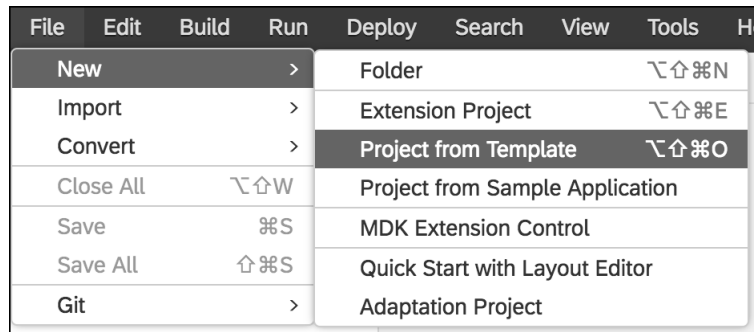 File Edit Build Run Deploy Search View Tools H
New >
Import >
Convert >
Close All ⌥⇧W
Save ⌘S
Save All ⇧⌘S
Git >
Folder ⌥⇧⌘N
Extension Project ⌥⇧⌘E
Project from Template ⌥⇧⌘O
Project from Sample Application
MDK Extension Control
Quick Start with Layout Editor
Adaptation Project